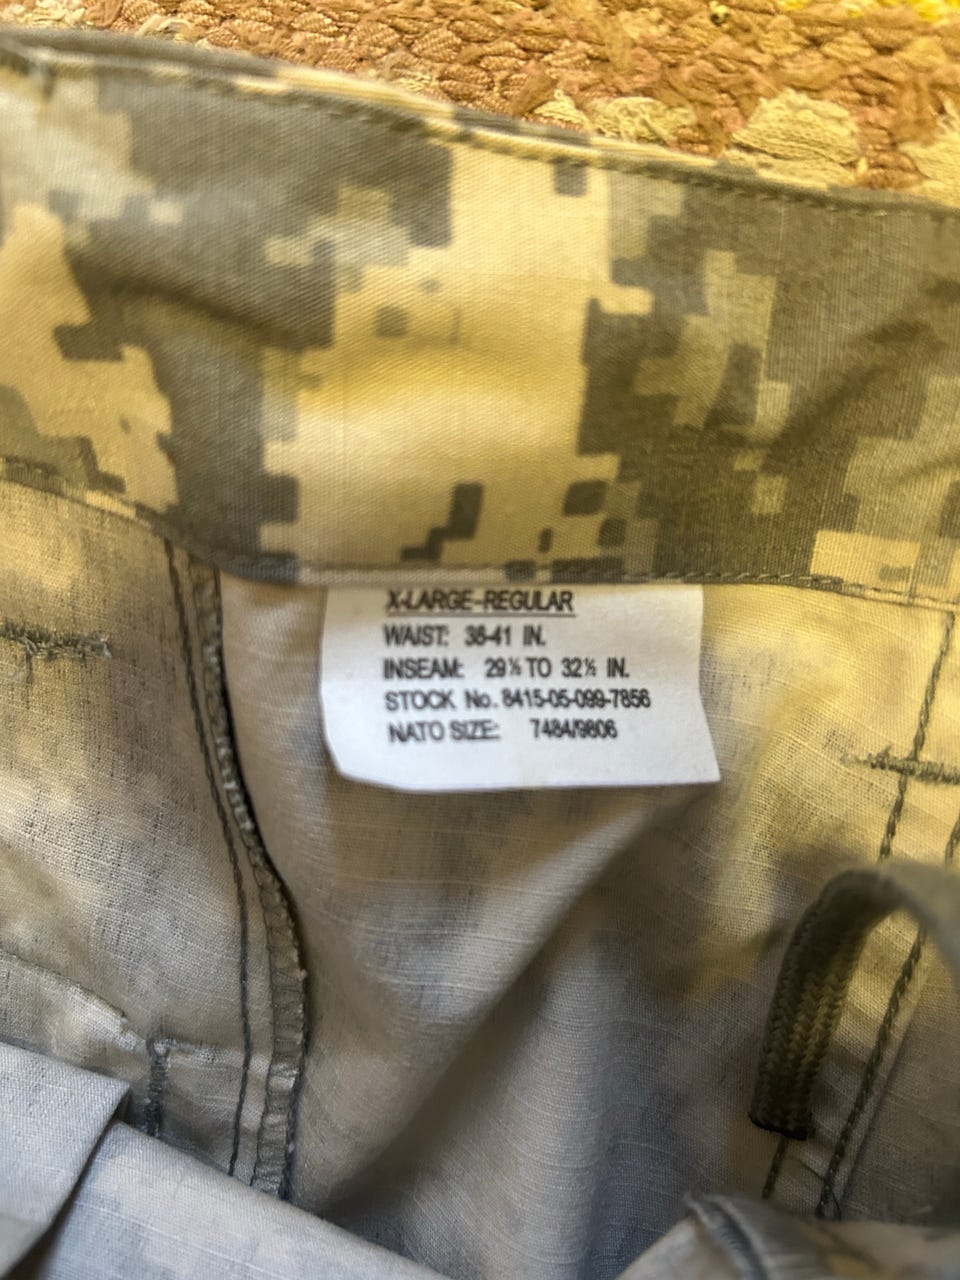 X-LARGE-REGULAR
WAIST: 38-41 IN.
INSEAM: 29½ TO 32½ IN.
STOCK No. 8415-05-099-7856
NATO SIZE: 7484/9806